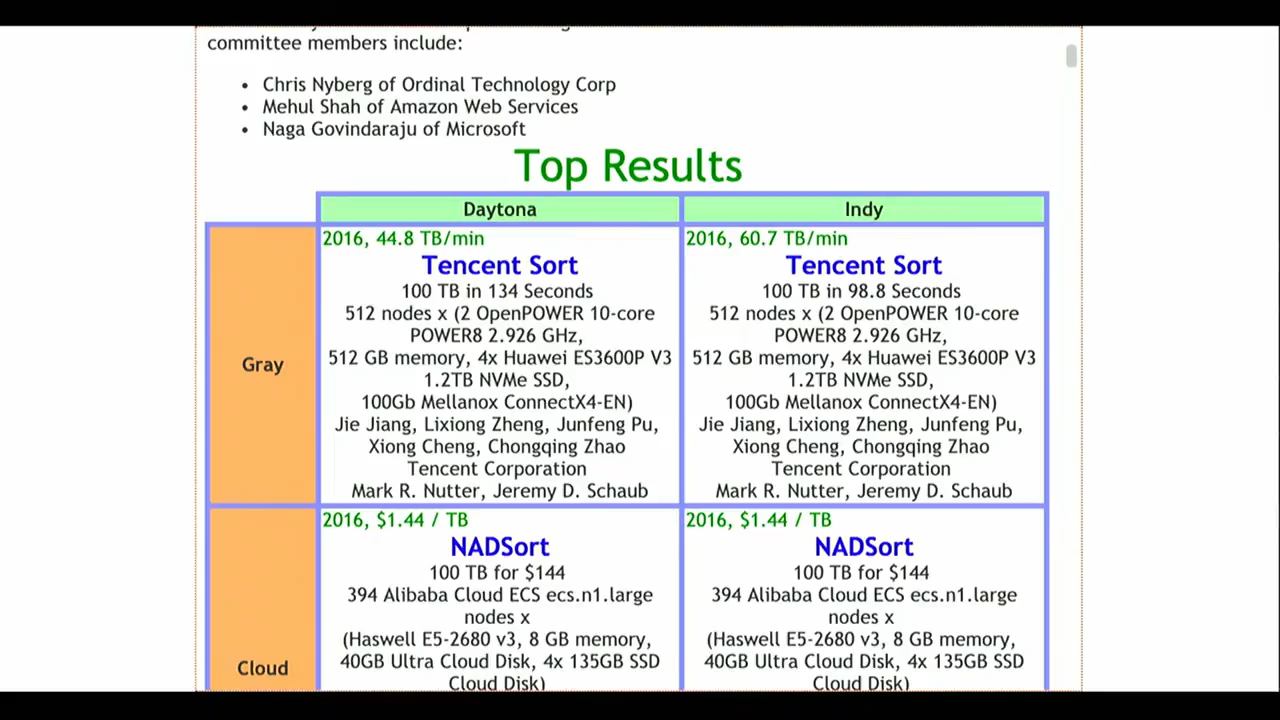 committee members include:
• Chris Nyberg of Ordinal Technology Corp
• Mehul Shah of Amazon Web Services
• Naga Govindaraju of Microsoft
Top Results
Daytona
Indy
Gray
2016, 44.8 TB/min
Tencent Sort
100 TB in 134 Seconds
512 nodes x (2 OpenPOWER 10-core
POWER8 2.926 GHz,
512 GB memory, 4x Huawei ES3600P V3
1.2TB NVMe SSD,
100Gb Mellanox ConnectX4-EN)
Jie Jiang, Lixiong Zheng, Junfeng Pu,
Xiong Cheng, Chongqing Zhao
Tencent Corporation
Mark R. Nutter, Jeremy D. Schaub
2016, 60.7 TB/min
Tencent Sort
100 TB in 98.8 Seconds
512 nodes x (2 OpenPOWER 10-core
POWER8 2.926 GHz,
512 GB memory, 4x Huawei ES3600P V3
1.2TB NVMe SSD,
100Gb Mellanox ConnectX4-EN)
Jie Jiang, Lixiong Zheng, Junfeng Pu,
Xiong Cheng, Chongqing Zhao
Tencent Corporation
Mark R. Nutter, Jeremy D. Schaub
Cloud
2016, $1.44 / TB
NADSort
100 TB for $144
394 Alibaba Cloud ECS ecs.n1.large
nodes x
(Haswell E5-2680 v3, 8 GB memory,
40GB Ultra Cloud Disk, 4x 135GB SSD
Cloud Disk)
2016, $1.44 / TB
NADSort
100 TB for $144
394 Alibaba Cloud ECS ecs.n1.large
nodes x
(Haswell E5-2680 v3, 8 GB memory,
40GB Ultra Cloud Disk, 4x 135GB SSD
Cloud Disk)